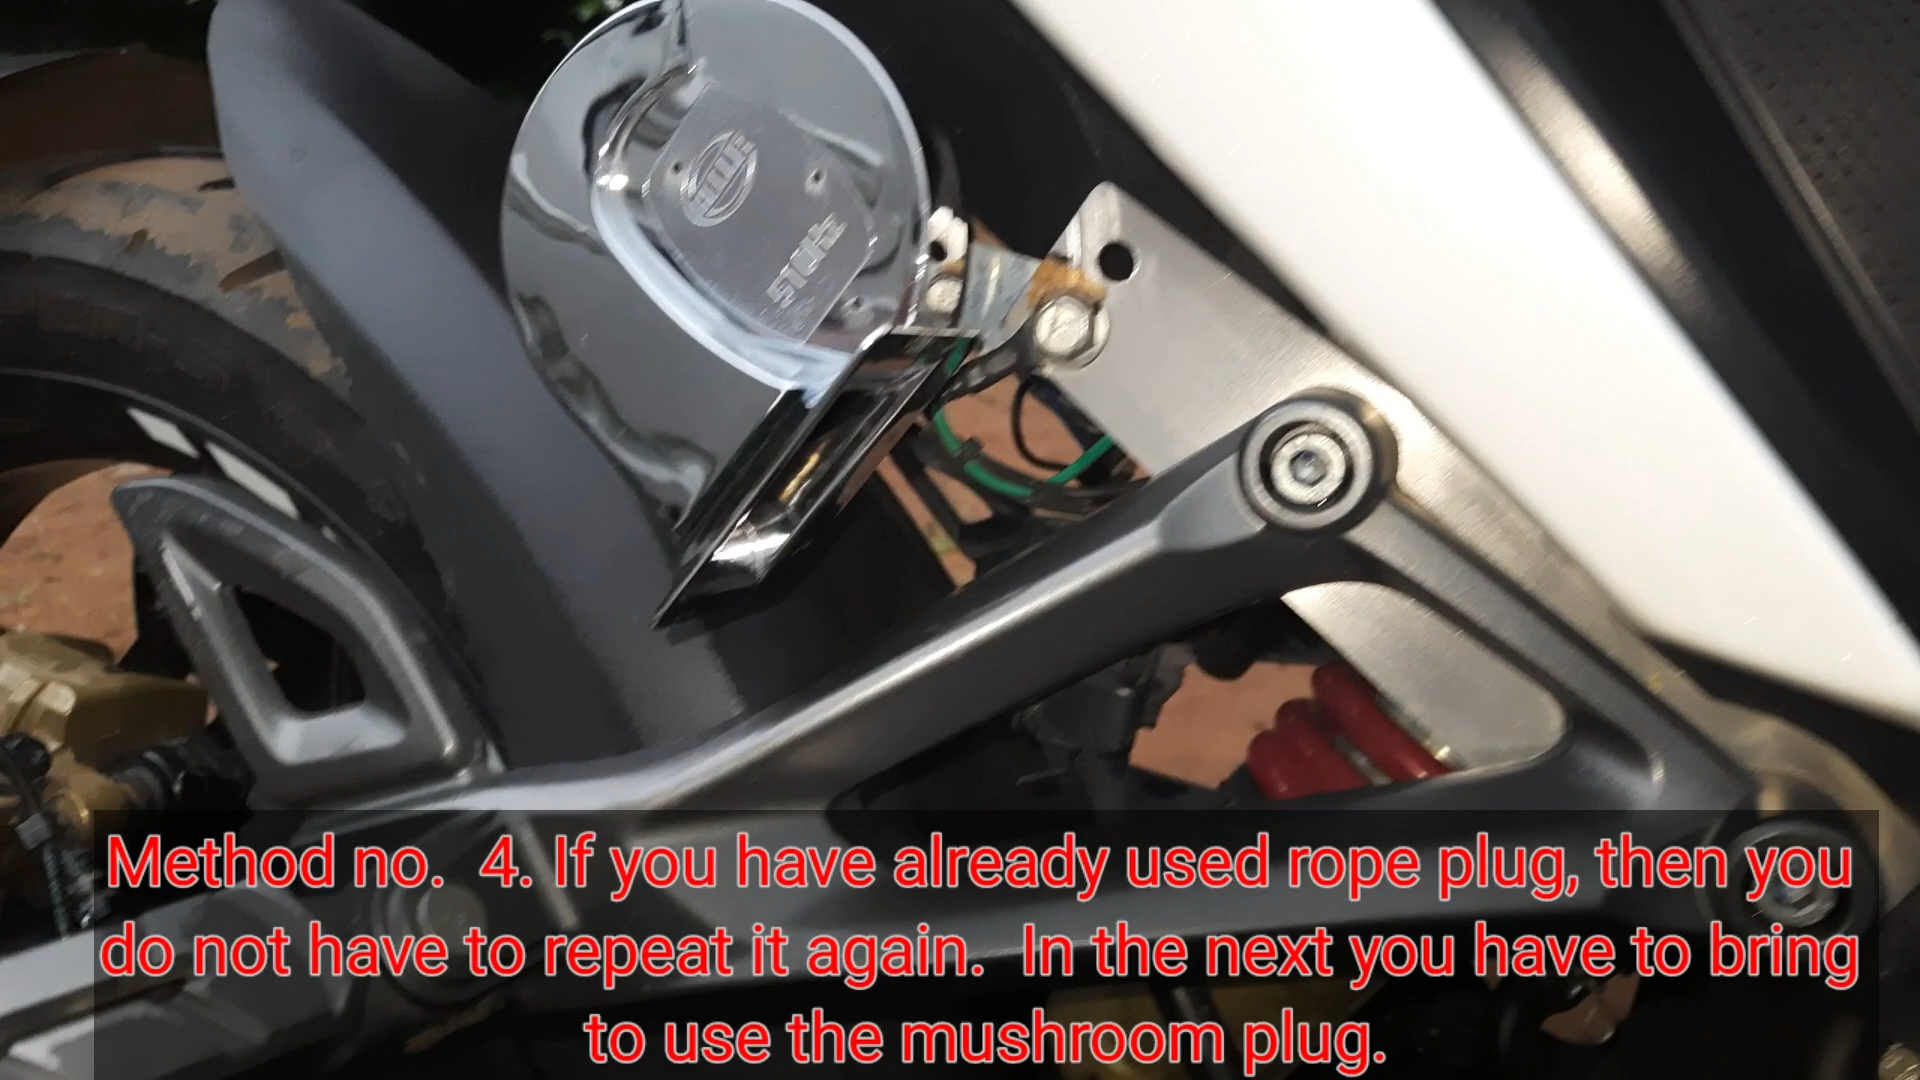 510Hz
Method no.  4. If you have already used rope plug, then you
do not have to repeat it again.  In the next you have to bring
to use the mushroom plug.